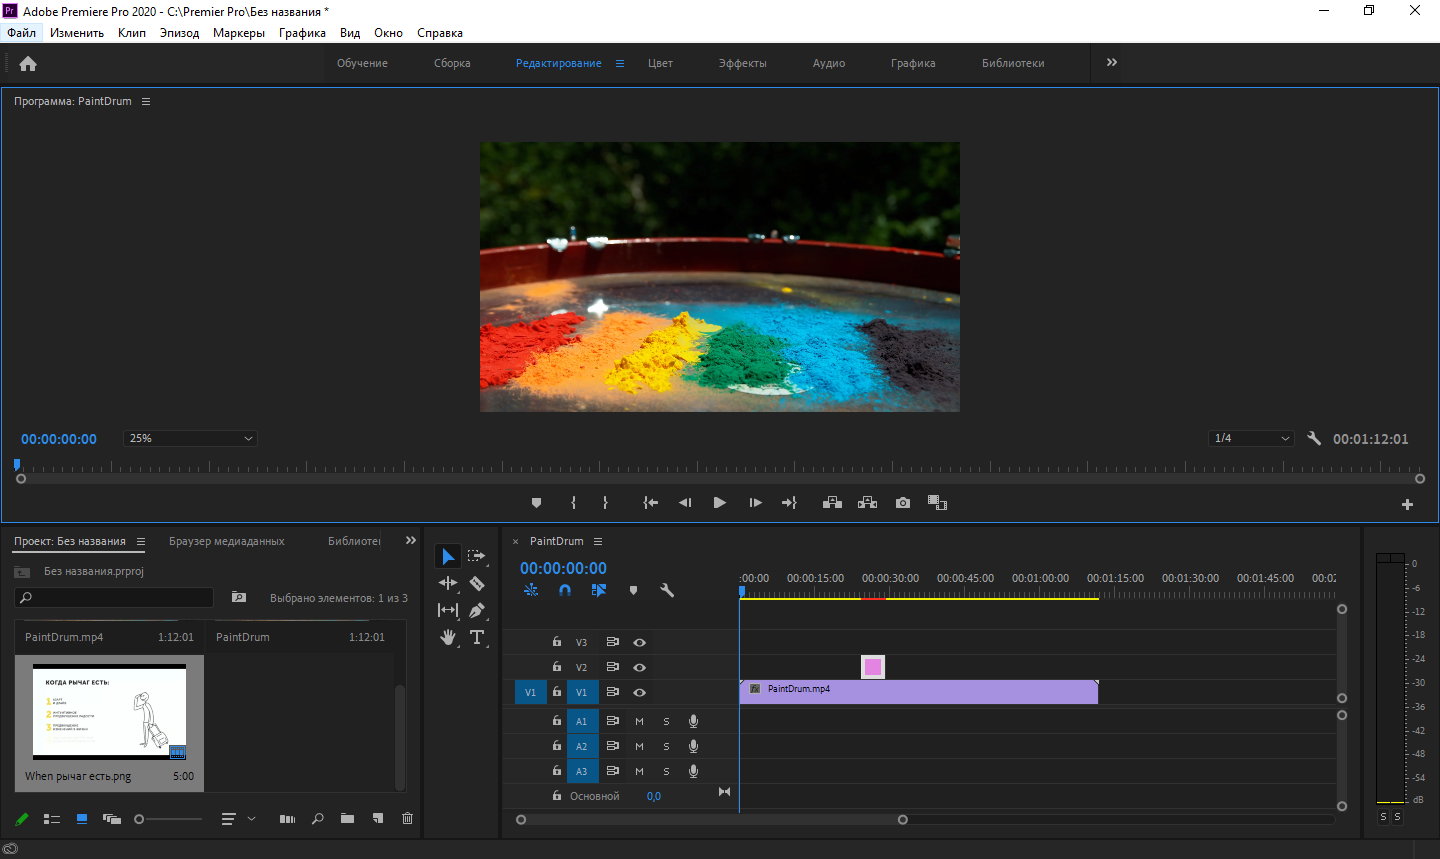 Adobe Premiere Pro 2020 - C:\Premier Pro\Без названия *
Файл Изменить Клип Эпизод Маркеры Графика Вид Окно Справка
Обучение Сборка Редактирование Цвет Эффекты Аудио Графика Библиотеки
Программа: PaintDrum
00:00:00:00 25% 1/4 00:01:12:01
Проект: Без названия Браузер медиаданных Библиотеı
Без названия.prproj
Выбрано элементов: 1 из 3
PaintDrum.mp4 1:12:01 PaintDrum 1:12:01
КОГДА РЫЧАГ ЕСТЬ:
1
2
3
When рычаг есть.png 5:00
× PaintDrum
00:00:00:00
:00:00 00:00:15:00 00:00:30:00 00:00:45:00 00:01:00:00 00:01:15:00 00:01:30:00 00:01:45:00 00:02
V3
V2
V1 V1 fx PaintDrum.mp4
A1 M S
A2 M S
A3 M S
Основной 0,0
0
-6
-12
-18
-24
-30
-36
-42
-48
-54
dB
S S